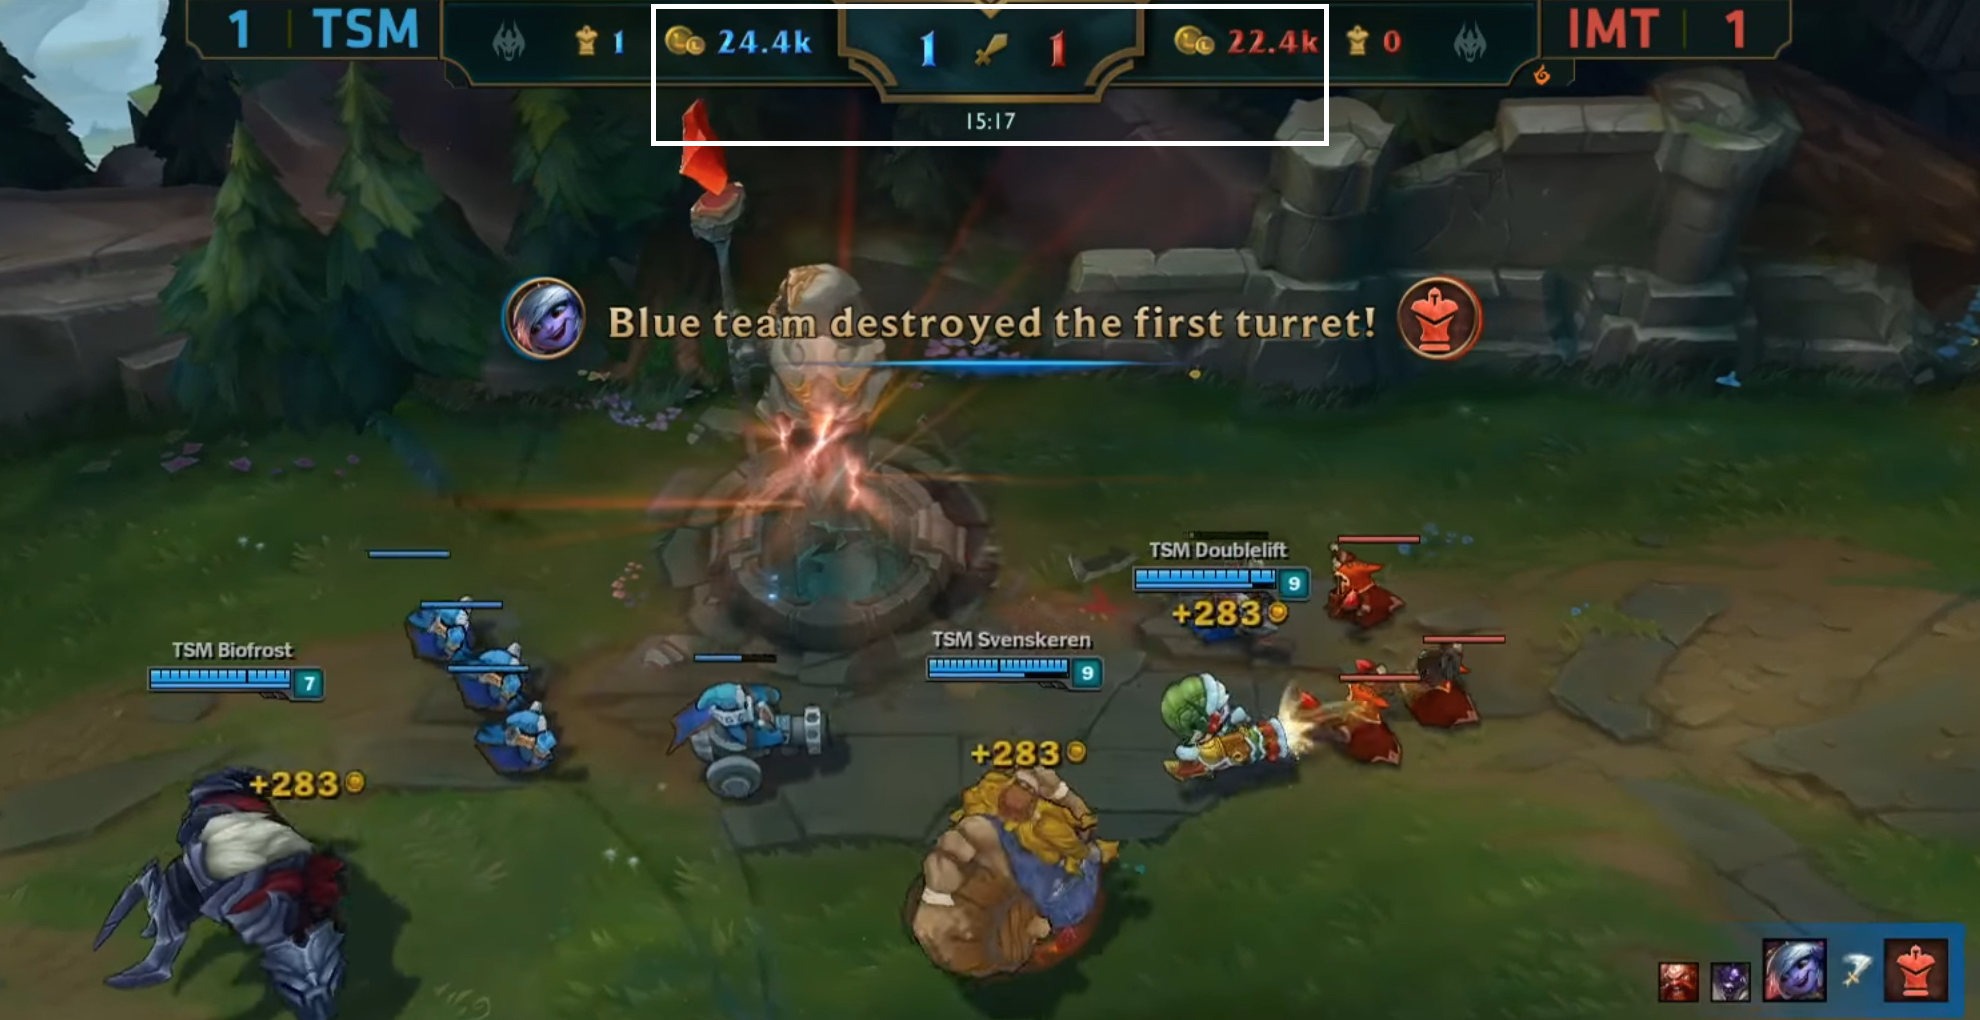 1 TSM 1 24.4k 1 1 22.4k 0 IMT 1
15:17
Blue team destroyed the first turret!
TSM Doublelift
9
+283
TSM Svenskeren
9
+283
TSM Biofrost
7
+283